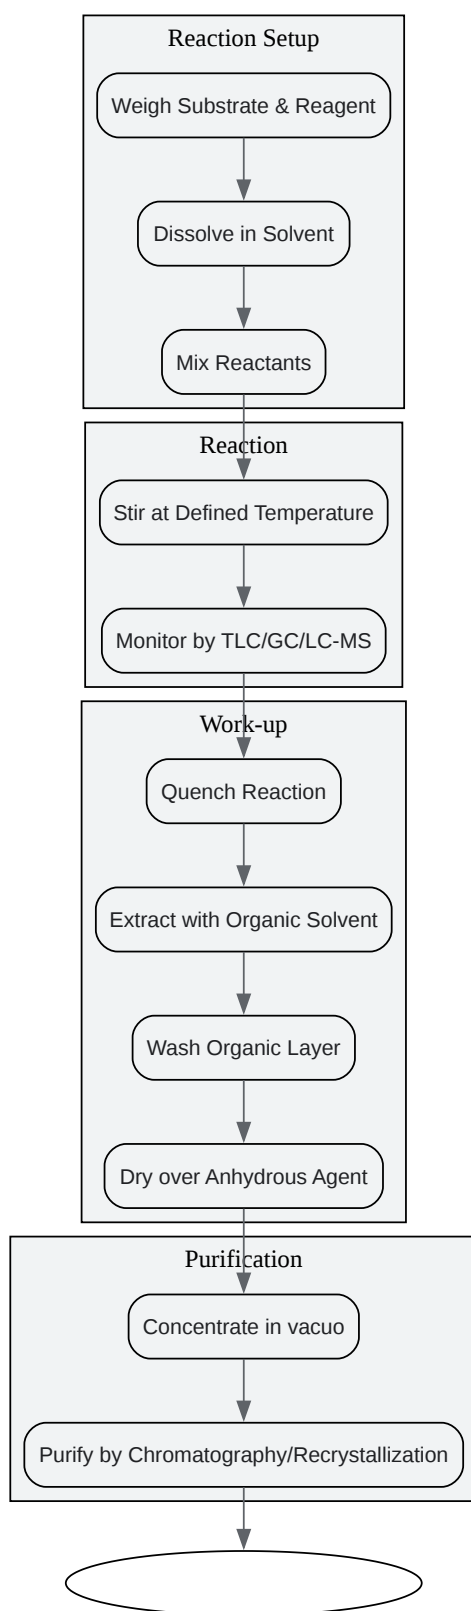 Reaction Setup
Weigh Substrate & Reagent
Dissolve in Solvent
Mix Reactants
Reaction
Stir at Defined Temperature
Monitor by TLC/GC/LC-MS
Work-up
Quench Reaction
Extract with Organic Solvent
Wash Organic Layer
Dry over Anhydrous Agent
Purification
Concentrate in vacuo
Purify by Chromatography/Recrystallization